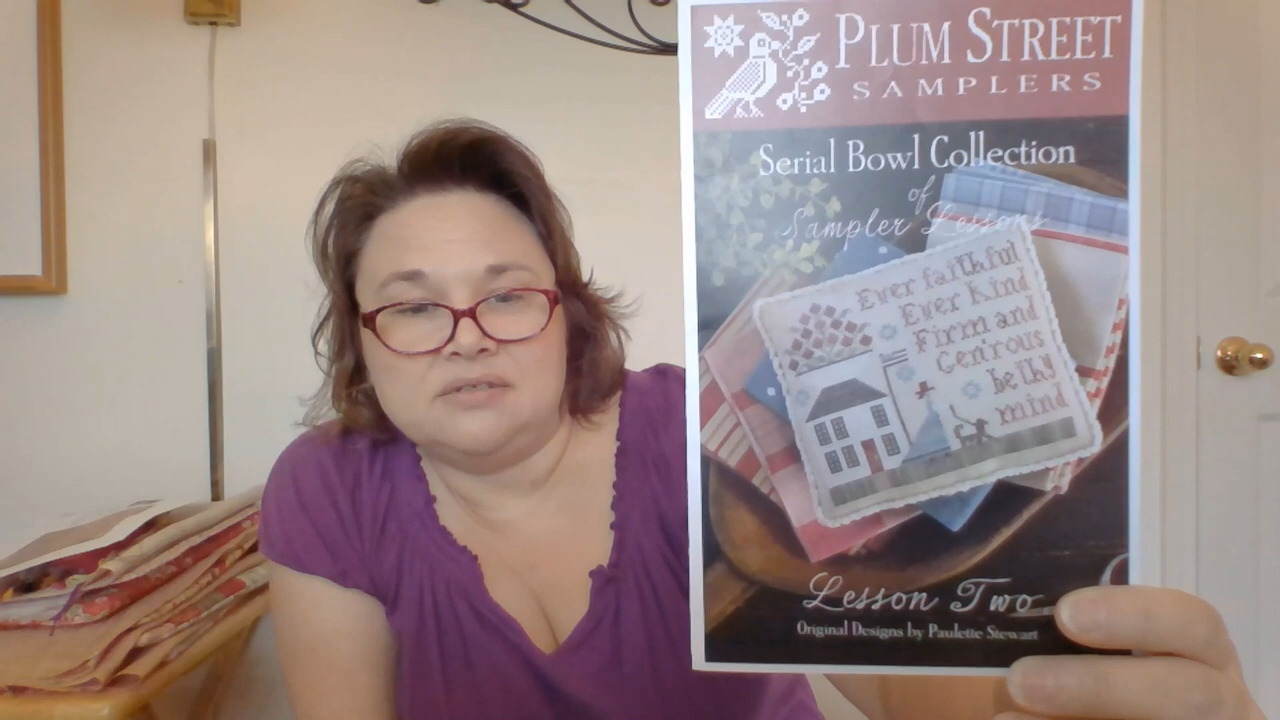 PLUM STREET
SAMPLERS
Serial Bowl Collection
of
Sampler Lessons
Ever faithful
Ever Kind
Firm and
Gen'rous
be thy
mind
Lesson Two
Original Designs by Paulette Stewart